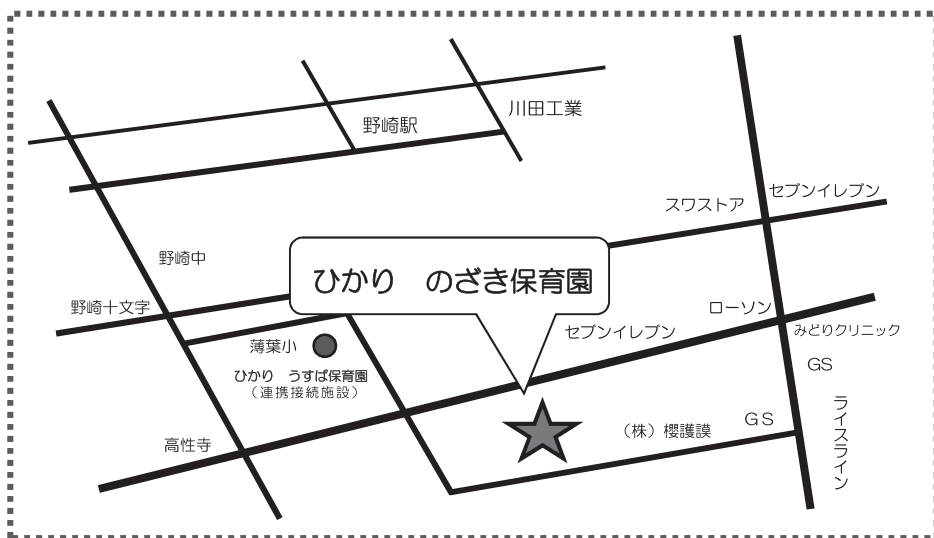 川田工業
野崎駅
セブンイレブン
スワストア
野崎中
ひかり　のざき保育園
野崎十文字
ローソン
セブンイレブン
みどりクリニック
薄葉小
GS
ひかり　うすば保育園
（連携接続施設）
ライスライン
GS
（株）櫻護謨
高性寺